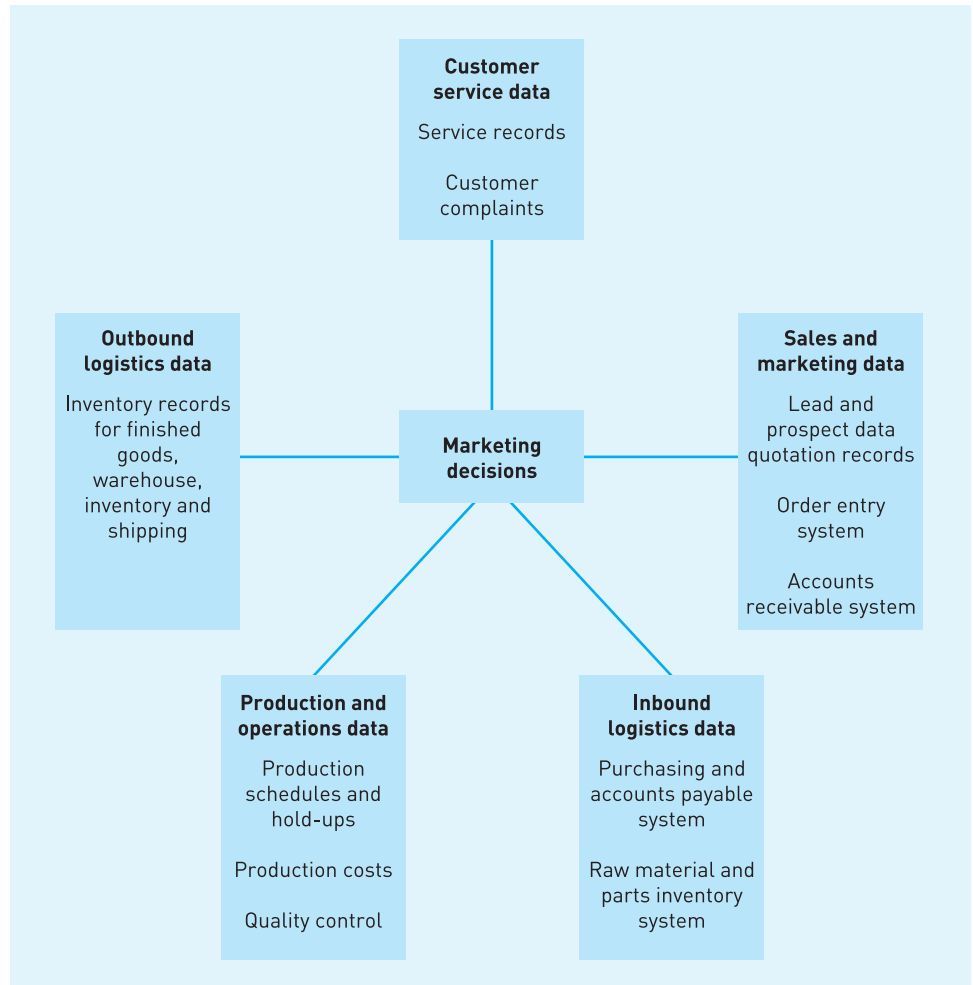 Customer
service data
Service records
Customer
complaints
Outbound
logistics data
Inventory records
for finished
goods,
warehouse,
inventory and
shipping
Marketing
decisions
Sales and
marketing data
Lead and
prospect data
quotation records
Order entry
system
Accounts
receivable system
Production and
operations data
Production
schedules and
hold-ups
Production costs
Quality control
Inbound
logistics data
Purchasing and
accounts payable
system
Raw material and
parts inventory
system